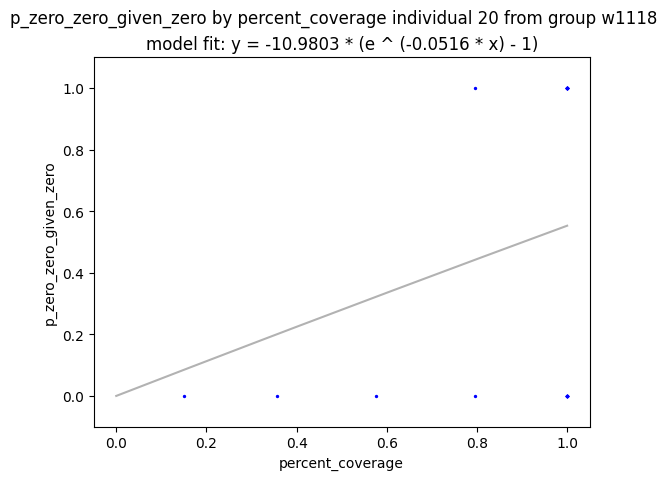 p_zero_zero_given_zero by percent_coverage individual 20 from group w1118
model fit: y = -10.9803 * (e ^ (-0.0516 * x) - 1)
1.0
0.8
0.6
0.4
0.2
0.0
p_zero_zero_given_zero
0.0 0.2 0.4 0.6 0.8 1.0
percent_coverage